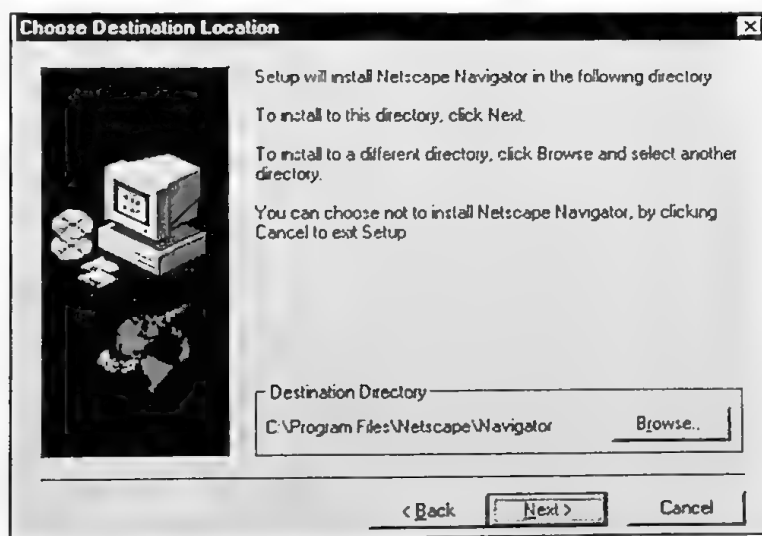 Choose Destination Location
Setup will install Netscape Navigator in the following directory
To install to this directory, click Next.
To install to a different directory, click Browse and select another
directory.
You can choose not to install Netscape Navigator, by clicking
Cancel to exit Setup
Destination Directory
C:\Program Files\Netscape\Navigator
Browse..
< Back
Next >
Cancel